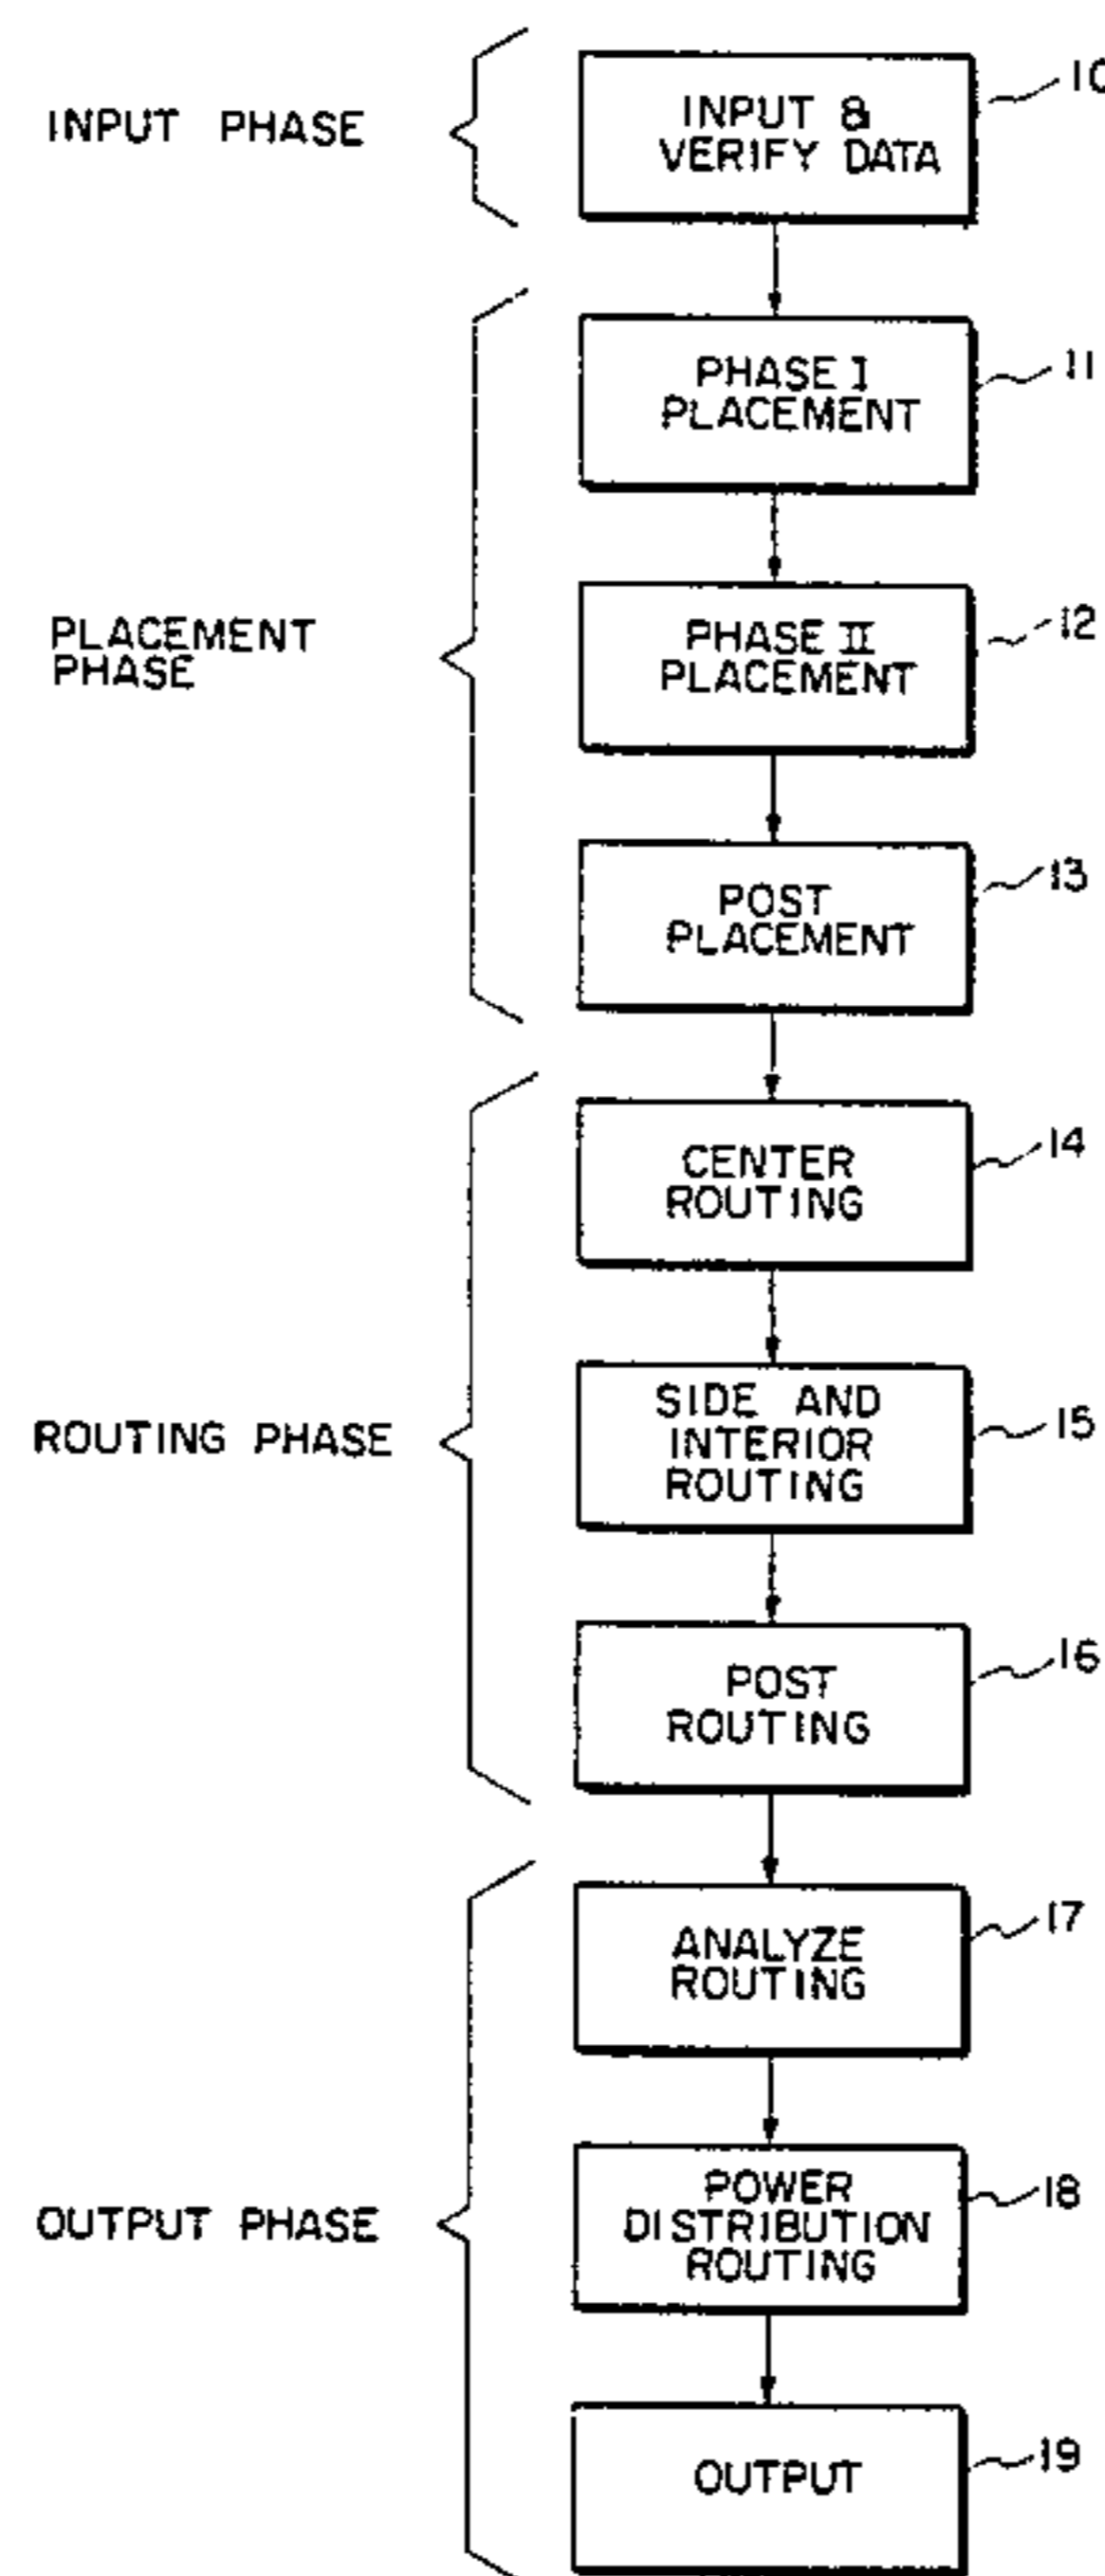 INPUT PHASE
INPUT &
VERIFY DATA
10
PLACEMENT
PHASE
PHASE I
PLACEMENT
11
PHASE II
PLACEMENT
12
POST
PLACEMENT
13
ROUTING PHASE
CENTER
ROUTING
14
SIDE AND
INTERIOR
ROUTING
15
POST
ROUTING
16
OUTPUT PHASE
ANALYZE
ROUTING
17
POWER
DISTRIBUTION
ROUTING
18
OUTPUT
19